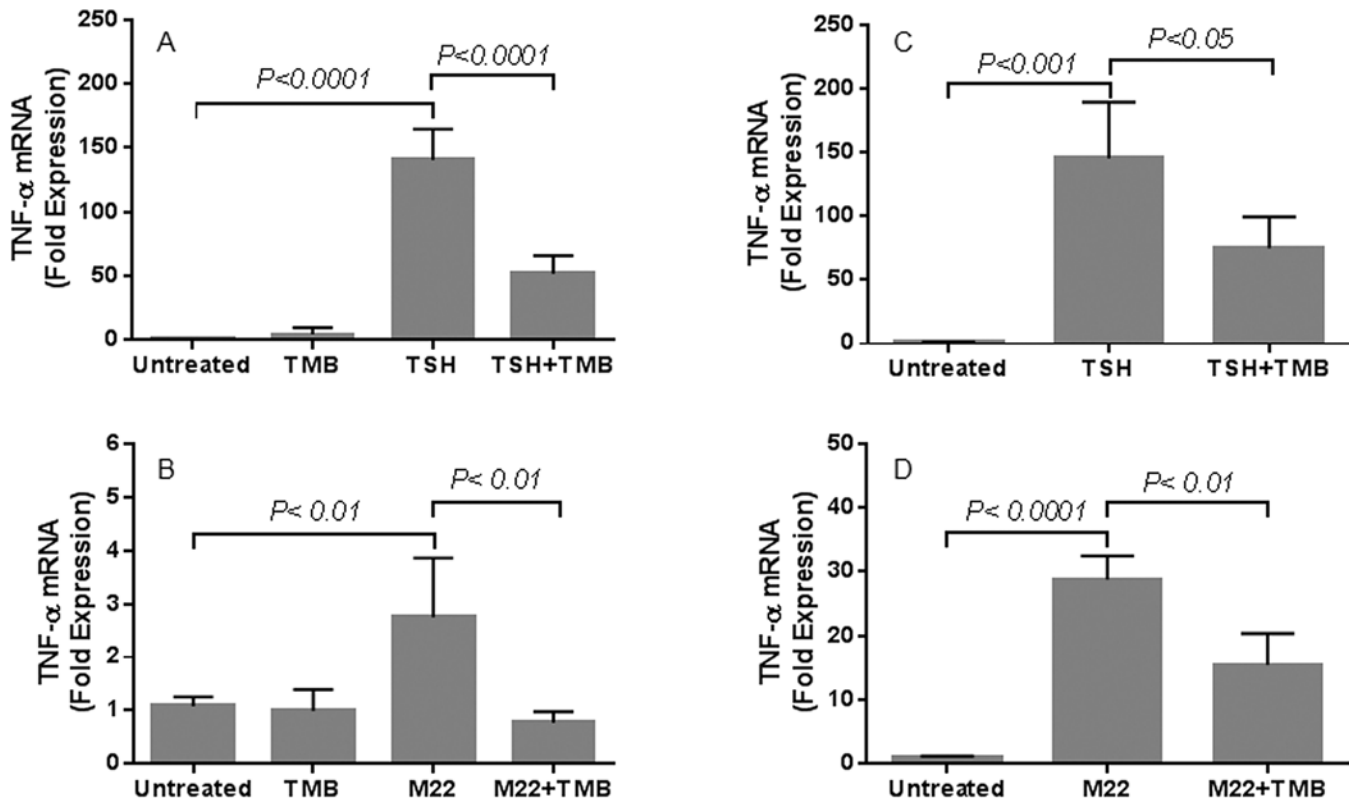 A
TNF-α mRNA
(Fold Expression)
250
200
150
100
50
0
P<0.0001
P<0.0001
Untreated TMB TSH TSH+TMB
C
TNF-α mRNA
(Fold Expression)
250
200
150
100
50
0
P<0.001
P<0.05
Untreated TSH TSH+TMB
B
TNF-α mRNA
(Fold Expression)
6
5
4
3
2
1
0
P< 0.01
P< 0.01
Untreated TMB M22 M22+TMB
D
TNF-α mRNA
(Fold Expression)
50
40
30
20
10
0
P< 0.0001
P< 0.01
Untreated M22 M22+TMB